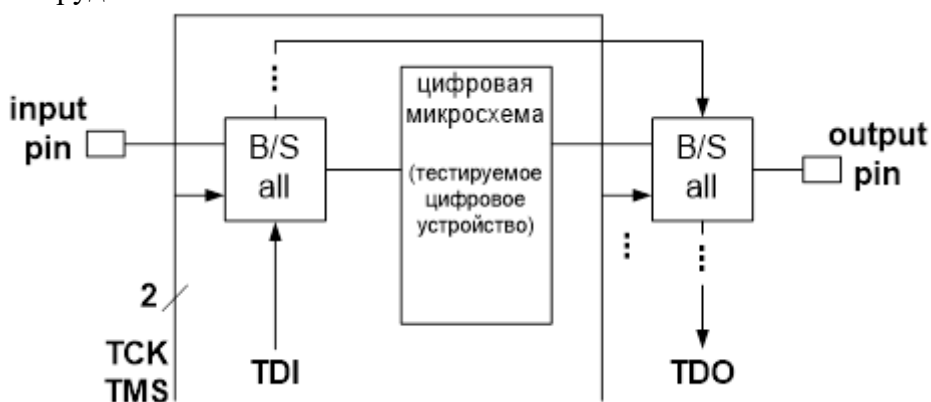 input
pin
B/S
all
цифровая
микросхема
(тестируемое
цифровое
устройство)
B/S
all
output
pin
2
TCK
TMS
TDI
TDO